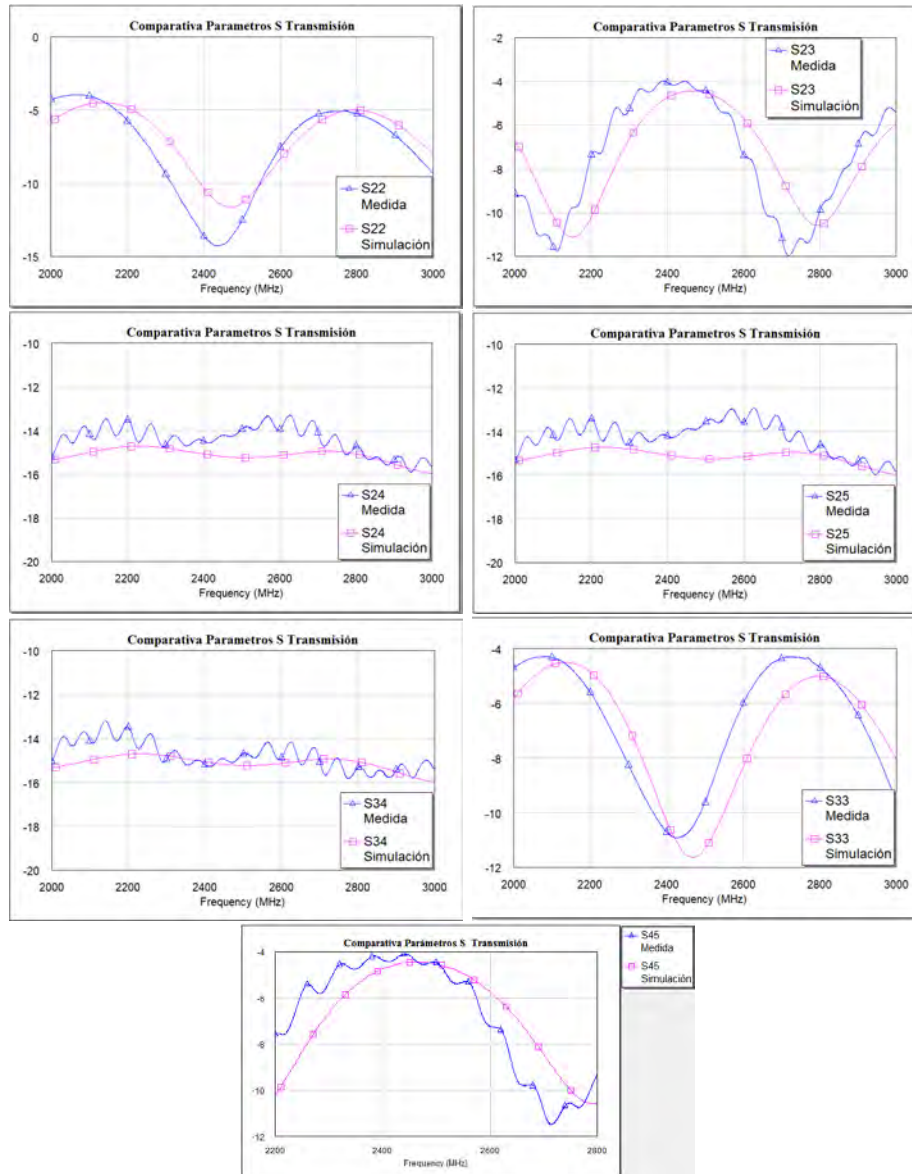 Comparativa Parametros S Transmisión
0
-5
-10
-15
S22
Medida
S22
Simulación
2000 2200 2400 2600 2800 3000
Frequency (MHz)
Comparativa Parametros S Transmisión
-2
-4
-6
-8
-10
-12
S23
Medida
S23
Simulación
2000 2200 2400 2600 2800 3000
Frequency (MHz)
Comparativa Parametros S Transmisión
-10
-12
-14
-16
-18
-20
S24
Medida
S24
Simulación
2000 2200 2400 2600 2800 3000
Frequency (MHz)
Comparativa Parametros S Transmisión
-10
-12
-14
-16
-18
-20
S25
Medida
S25
Simulación
2000 2200 2400 2600 2800 3000
Frequency (MHz)
Comparativa Parametros S Transmisión
-10
-12
-14
-16
-18
-20
S34
Medida
S34
Simulación
2000 2200 2400 2600 2800 3000
Frequency (MHz)
Comparativa Parametros S Transmisión
-4
-6
-8
-10
-12
S33
Medida
S33
Simulación
2000 2200 2400 2600 2800 3000
Frequency (MHz)
Comparativa Parámetros S Transmisión
-4
-6
-8
-10
-12
S45
Medida
S45
Simulación
2200 2400 2600 2800
Frequency (MHz)